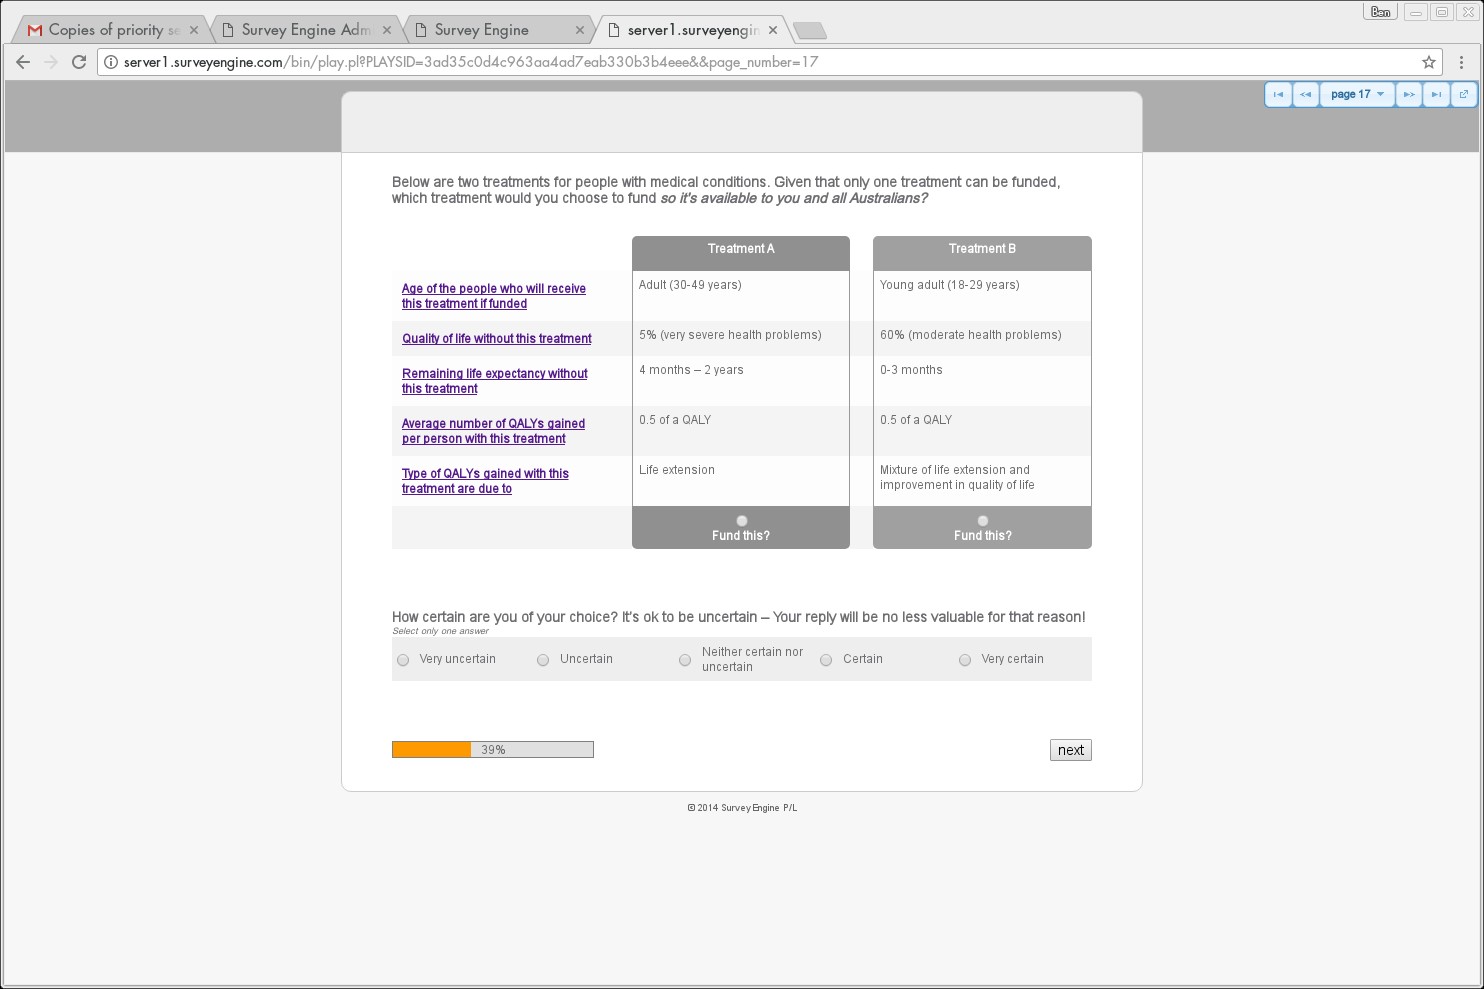 Ben
Copies of priority se
Survey Engine Adm
Survey Engine
server1.surveyengin
server1.surveyengine.com/bin/play.pl?PLAYSID=3ad35c0d4c963aa4ad7eab330b3b4eee&&page_number=17
page 17
Below are two treatments for people with medical conditions. Given that only one treatment can be funded,
which treatment would you choose to fund so it's available to you and all Australians?
Treatment A
Treatment B
Age of the people who will receive
this treatment if funded
Adult (30-49 years)
Young adult (18-29 years)
Quality of life without this treatment
5% (very severe health problems)
60% (moderate health problems)
Remaining life expectancy without
this treatment
4 months – 2 years
0-3 months
Average number of QALYs gained
per person with this treatment
0.5 of a QALY
0.5 of a QALY
Type of QALYs gained with this
treatment are due to
Life extension
Mixture of life extension and
improvement in quality of life
Fund this?
Fund this?
How certain are you of your choice? It's ok to be uncertain – Your reply will be no less valuable for that reason!
Select only one answer
Very uncertain
Uncertain
Neither certain nor
uncertain
Certain
Very certain
39%
next
© 2014 SurveyEngine P/L